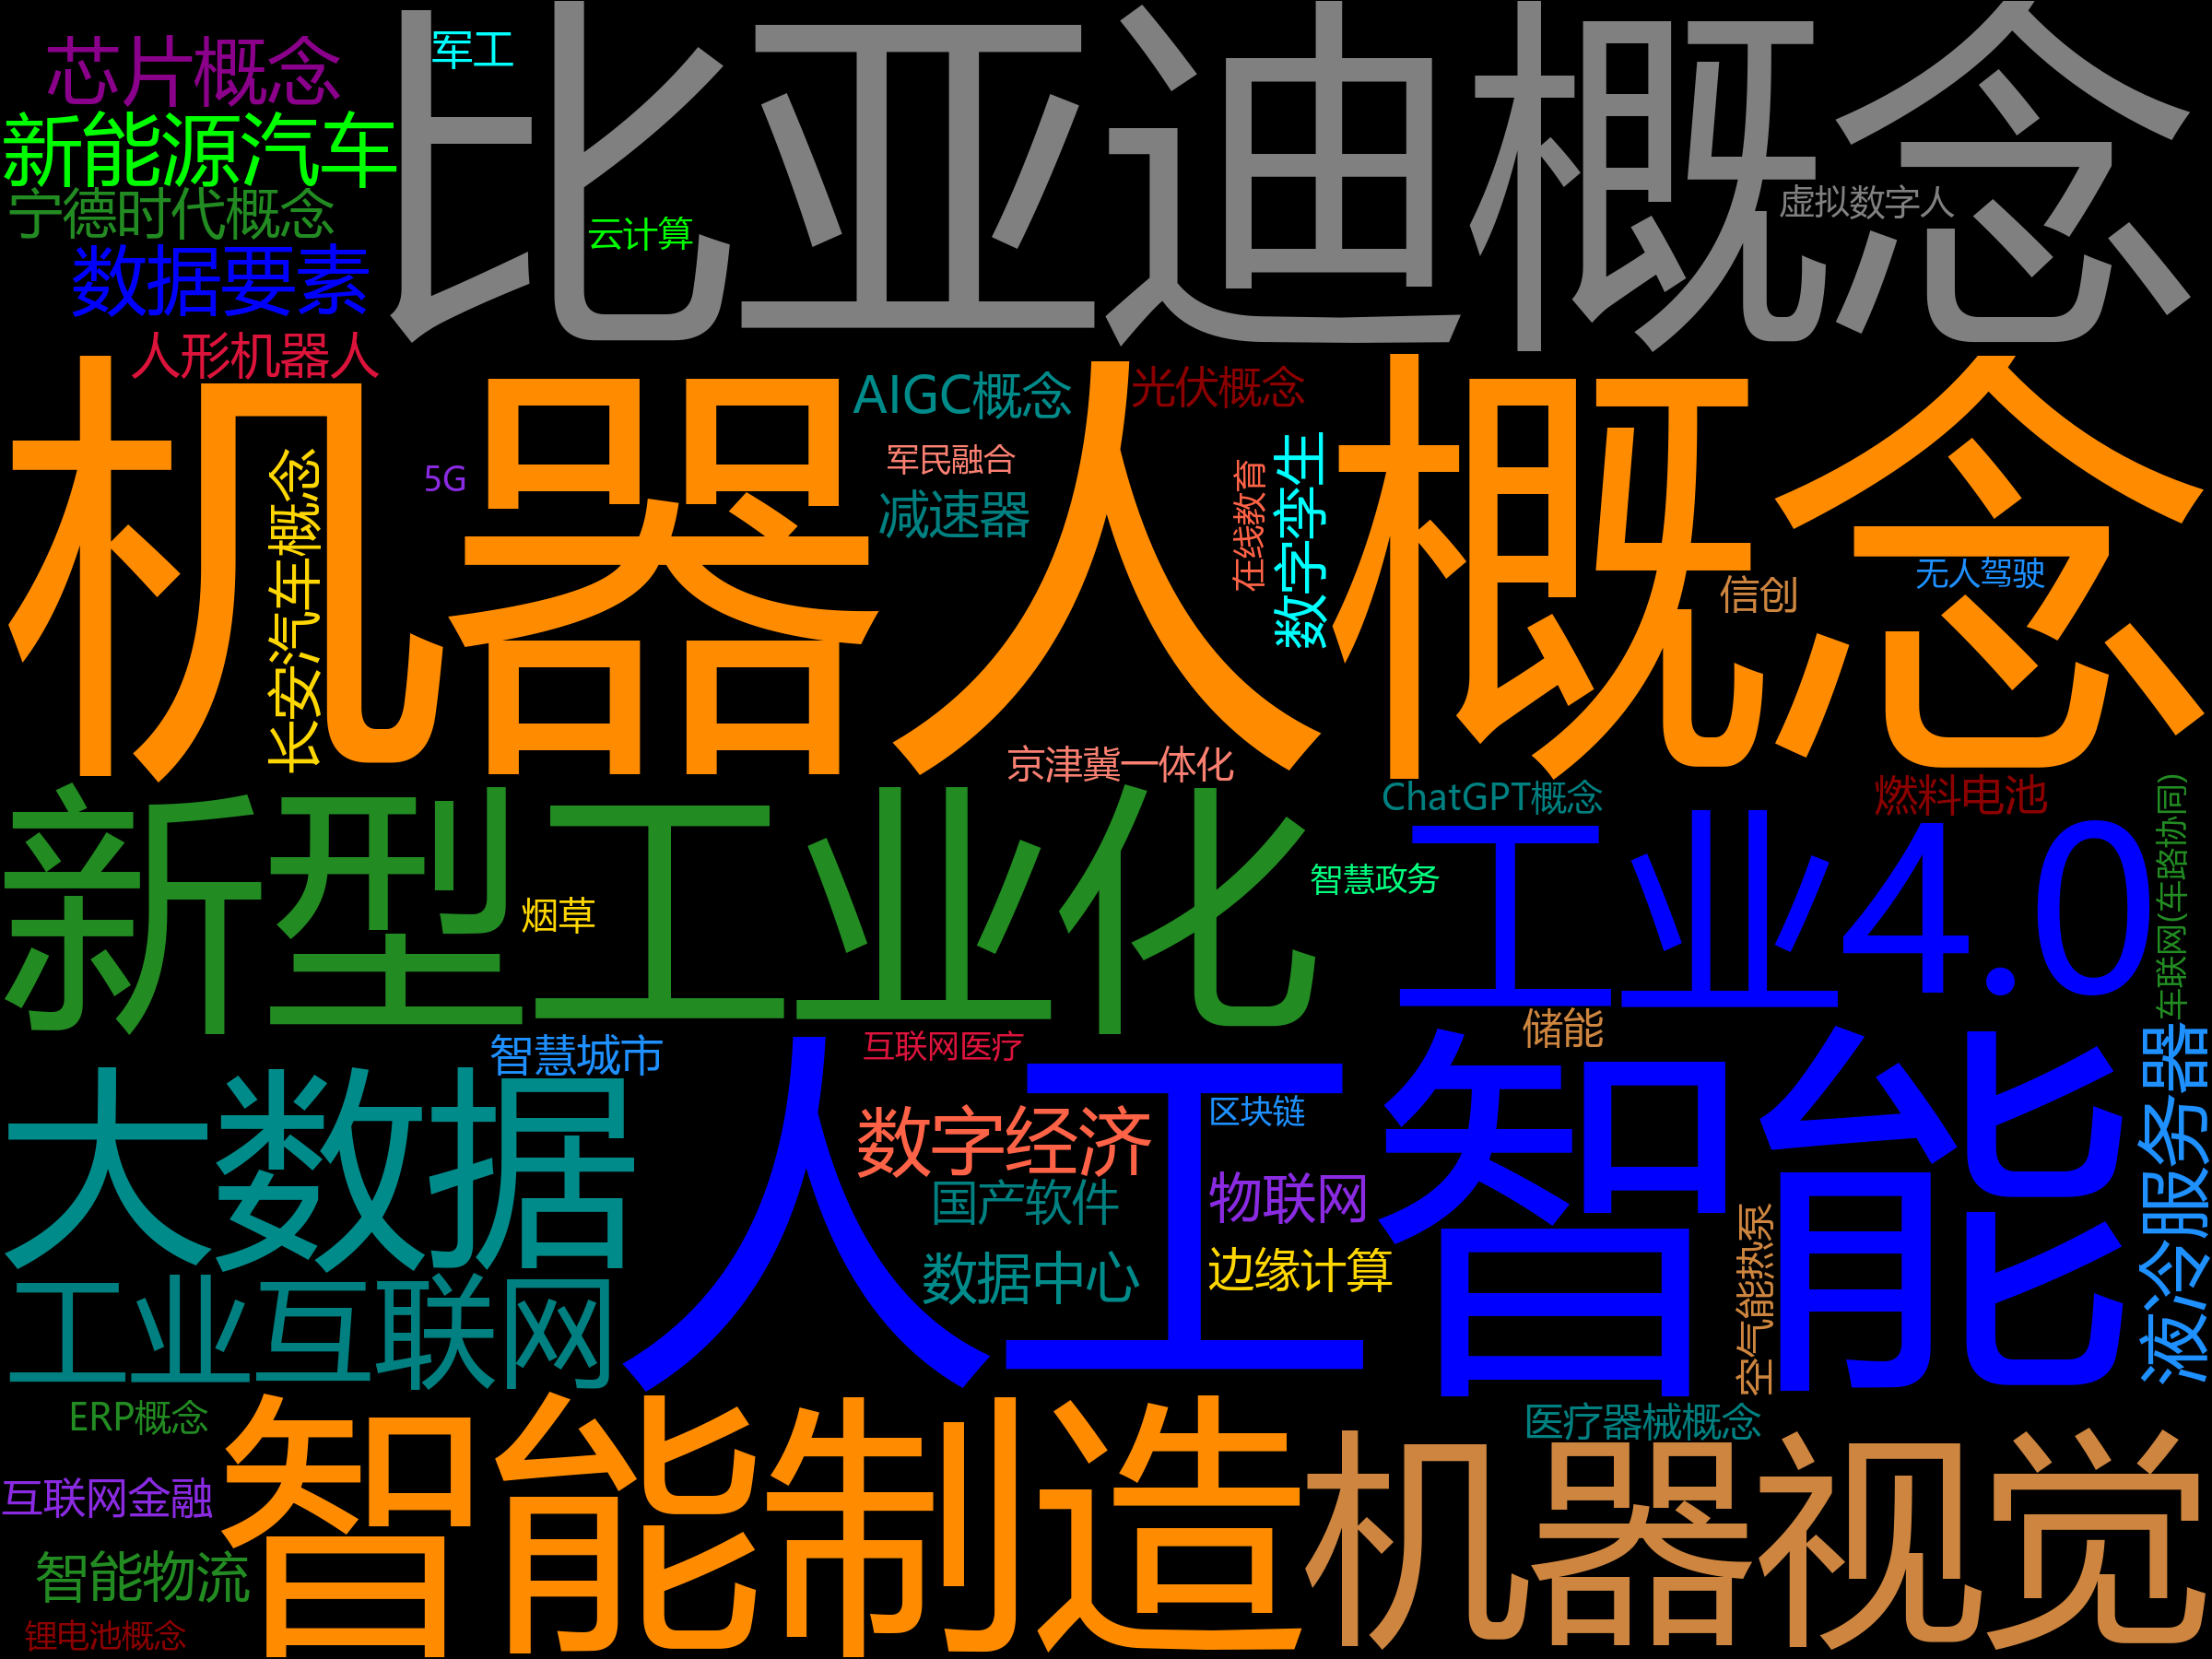 芯片概念
军工
比亚迪概念
新能源汽车
宁德时代概念
虚拟数字人
云计算
数据要素
人形机器人
机器人概念
AIGC概念
光伏概念
军民融合
5G
减速器
在线教育
数字孪生
长安汽车概念
信创
无人驾驶
京津冀一体化
ChatGPT概念
燃料电池
新型工业化
工业4.0
车联网(车路协同)
智慧政务
烟草
储能
智慧城市
互联网医疗
大数据
人工智能
液冷服务器
数字经济
区块链
国产软件
物联网
数据中心
边缘计算
空气能热泵
工业互联网
ERP概念
智能制造
医疗器械概念
机器视觉
互联网金融
智能物流
锂电池概念